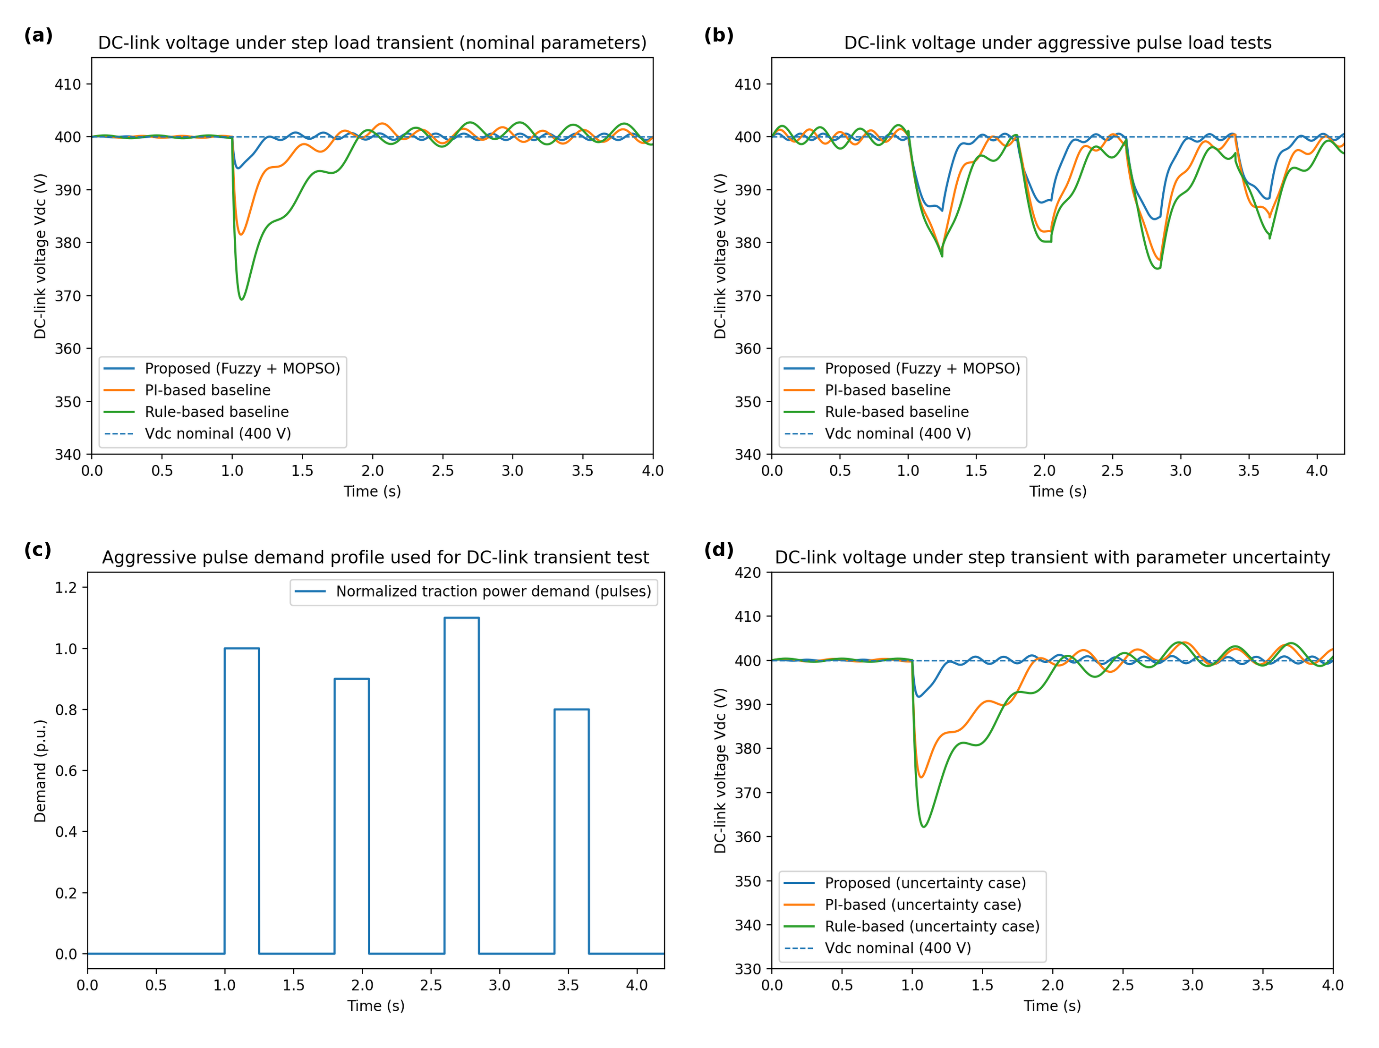 (a)
DC-link voltage under step load transient (nominal parameters)
410
400
390
380
370
360
350
340
DC-link voltage Vdc (V)
Proposed (Fuzzy + MOPSO)
PI-based baseline
Rule-based baseline
Vdc nominal (400 V)
0.0 0.5 1.0 1.5 2.0 2.5 3.0 3.5 4.0
Time (s)
(b)
DC-link voltage under aggressive pulse load tests
410
400
390
380
370
360
350
340
DC-link voltage Vdc (V)
Proposed (Fuzzy + MOPSO)
PI-based baseline
Rule-based baseline
Vdc nominal (400 V)
0.0 0.5 1.0 1.5 2.0 2.5 3.0 3.5 4.0
Time (s)
(c)
Aggressive pulse demand profile used for DC-link transient test
1.2
1.0
0.8
0.6
0.4
0.2
0.0
Demand (p.u.)
Normalized traction power demand (pulses)
0.0 0.5 1.0 1.5 2.0 2.5 3.0 3.5 4.0
Time (s)
(d)
DC-link voltage under step transient with parameter uncertainty
420
410
400
390
380
370
360
350
340
330
DC-link voltage Vdc (V)
Proposed (uncertainty case)
PI-based (uncertainty case)
Rule-based (uncertainty case)
Vdc nominal (400 V)
0.0 0.5 1.0 1.5 2.0 2.5 3.0 3.5 4.0
Time (s)